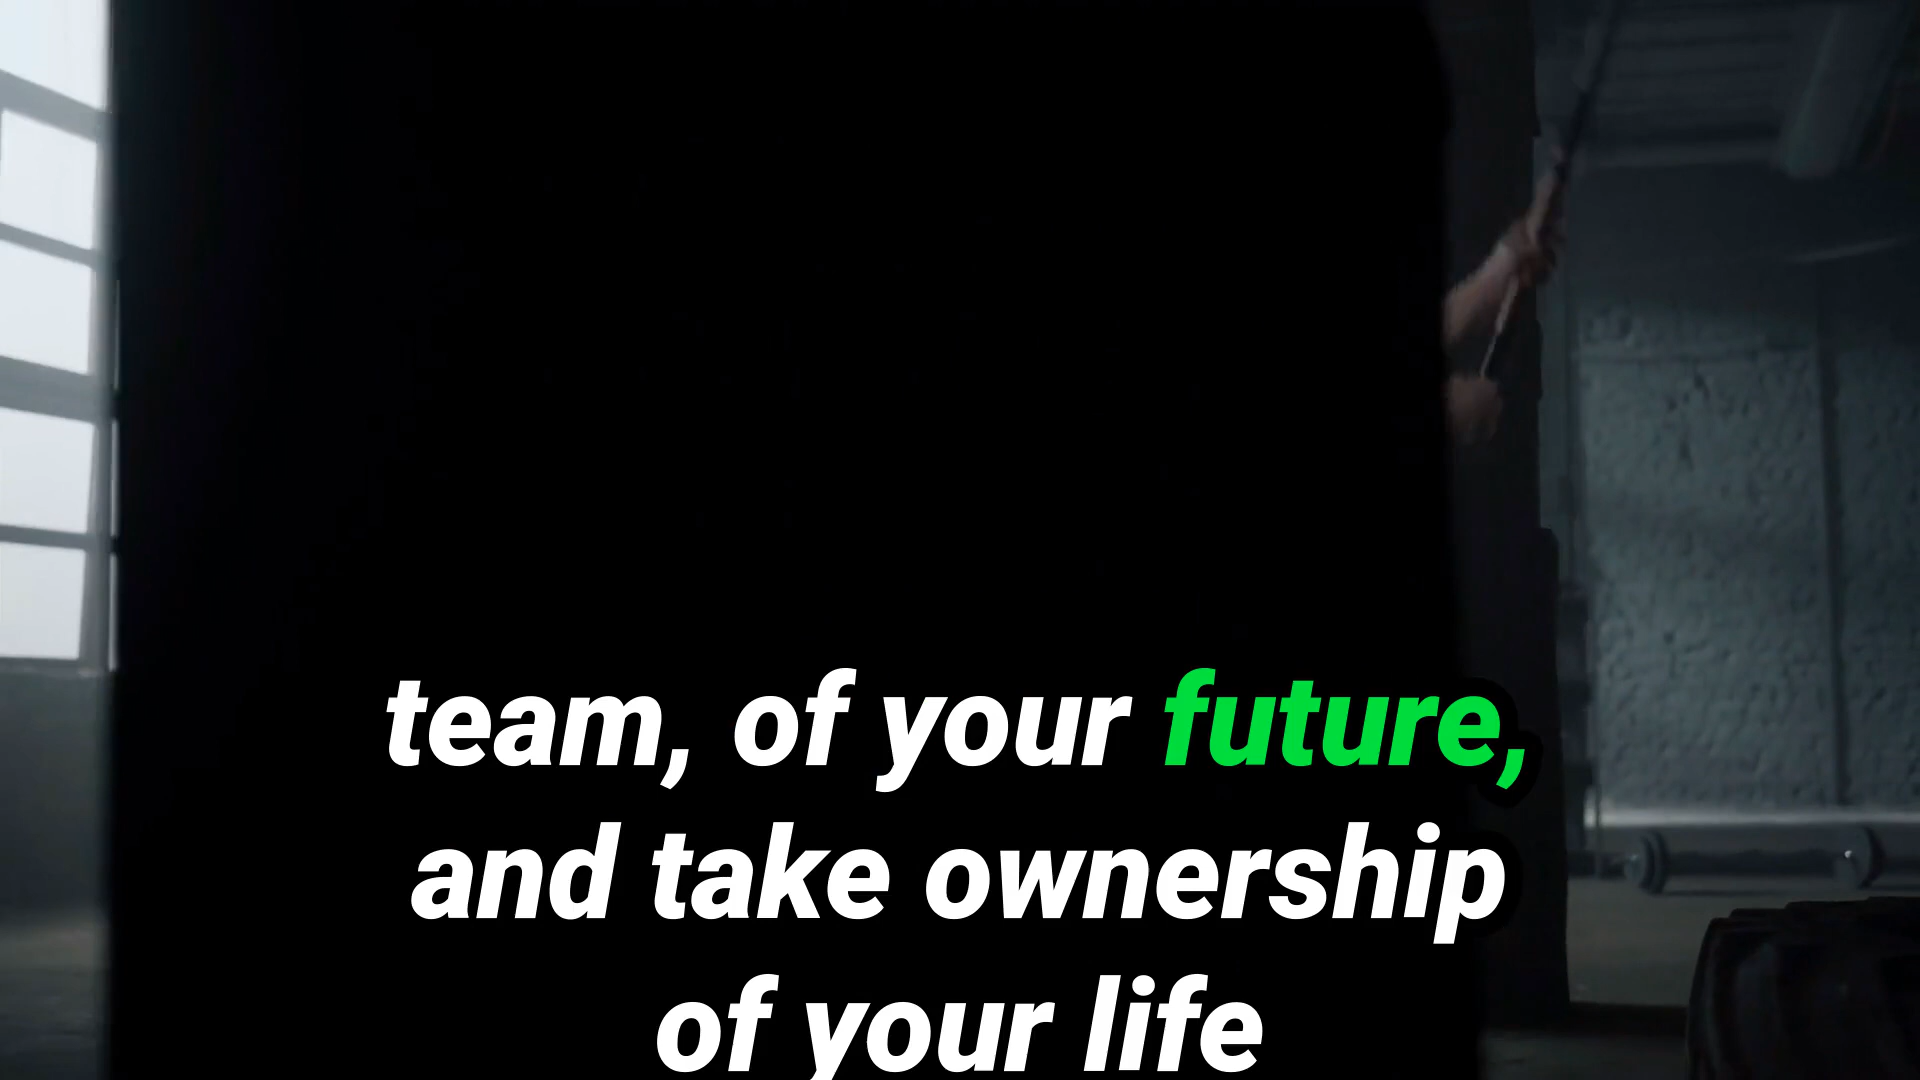 team, of your future,
and take ownership
of your life